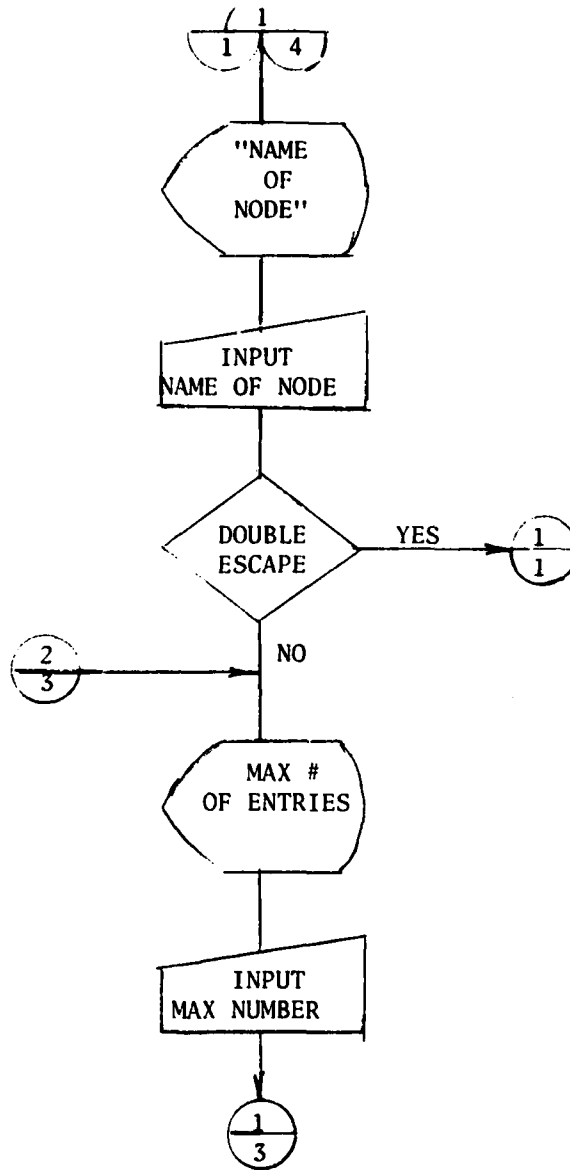 1
1 4
"NAME
OF
NODE"
INPUT
NAME OF NODE
DOUBLE
ESCAPE
YES
1
1
NO
2
3
MAX #
OF ENTRIES
INPUT
MAX NUMBER
1
3